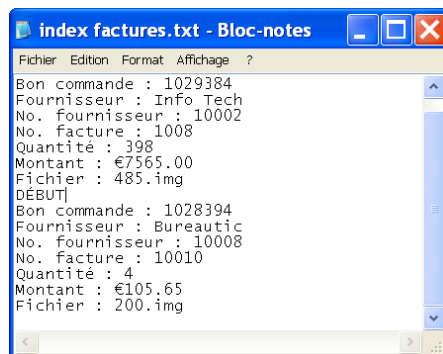 index factures.txt - Bloc-notes
Fichier Edition Format Affichage ?
Bon commande : 1029384
Fournisseur : Info Tech
No. fournisseur : 10002
No. facture : 1008
Quantité : 398
Montant : €7565.00
Fichier : 485.img
DÉBUT
Bon commande : 1028394
Fournisseur : Bureautic
No. fournisseur : 10008
No. facture : 10010
Quantité : 4
Montant : €105.65
Fichier : 200.img